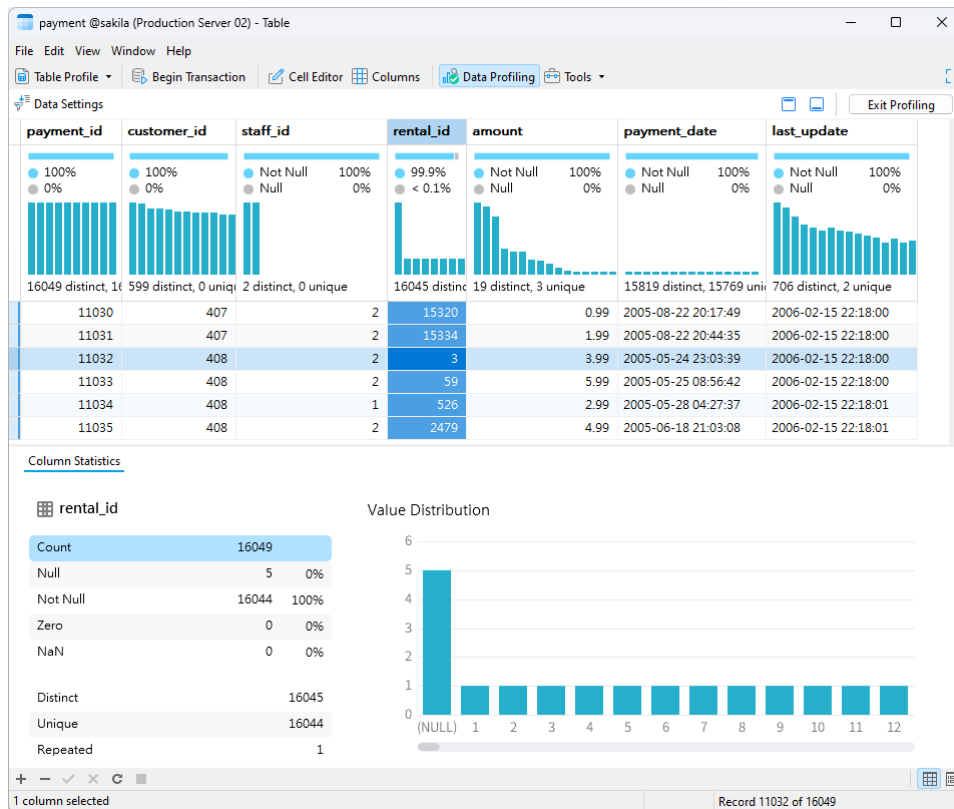 payment @sakila (Production Server 02) - Table
File Edit View Window Help
Table Profile Begin Transaction Cell Editor Columns Data Profiling Tools
Data Settings Exit Profiling
payment_id customer_id staff_id rental_id amount payment_date last_update
100% 100% Not Null 100% 99.9% Not Null 100% Not Null 100% Not Null 100%
0% 0% Null 0% < 0.1% Null 0% Null 0% Null 0%
16049 distinct, 16 599 distinct, 0 uniq 2 distinct, 0 unique 16045 distinc 19 distinct, 3 unique 15819 distinct, 15769 uni 706 distinct, 2 unique
11030 407 2 15320 0.99 2005-08-22 20:17:49 2006-02-15 22:18:00
11031 407 2 15334 1.99 2005-08-22 20:44:35 2006-02-15 22:18:00
11032 408 2 3 3.99 2005-05-24 23:03:39 2006-02-15 22:18:00
11033 408 2 59 5.99 2005-05-25 08:56:42 2006-02-15 22:18:00
11034 408 1 526 2.99 2005-05-28 04:27:37 2006-02-15 22:18:01
11035 408 2 2479 4.99 2005-06-18 21:03:08 2006-02-15 22:18:01
Column Statistics
rental_id
Count 16049
Null 5 0%
Not Null 16044 100%
Zero 0 0%
NaN 0 0%
Distinct 16045
Unique 16044
Repeated 1
Value Distribution
6
5
4
3
2
1
0
(NULL) 1 2 3 4 5 6 7 8 9 10 11 12
1 column selected Record 11032 of 16049